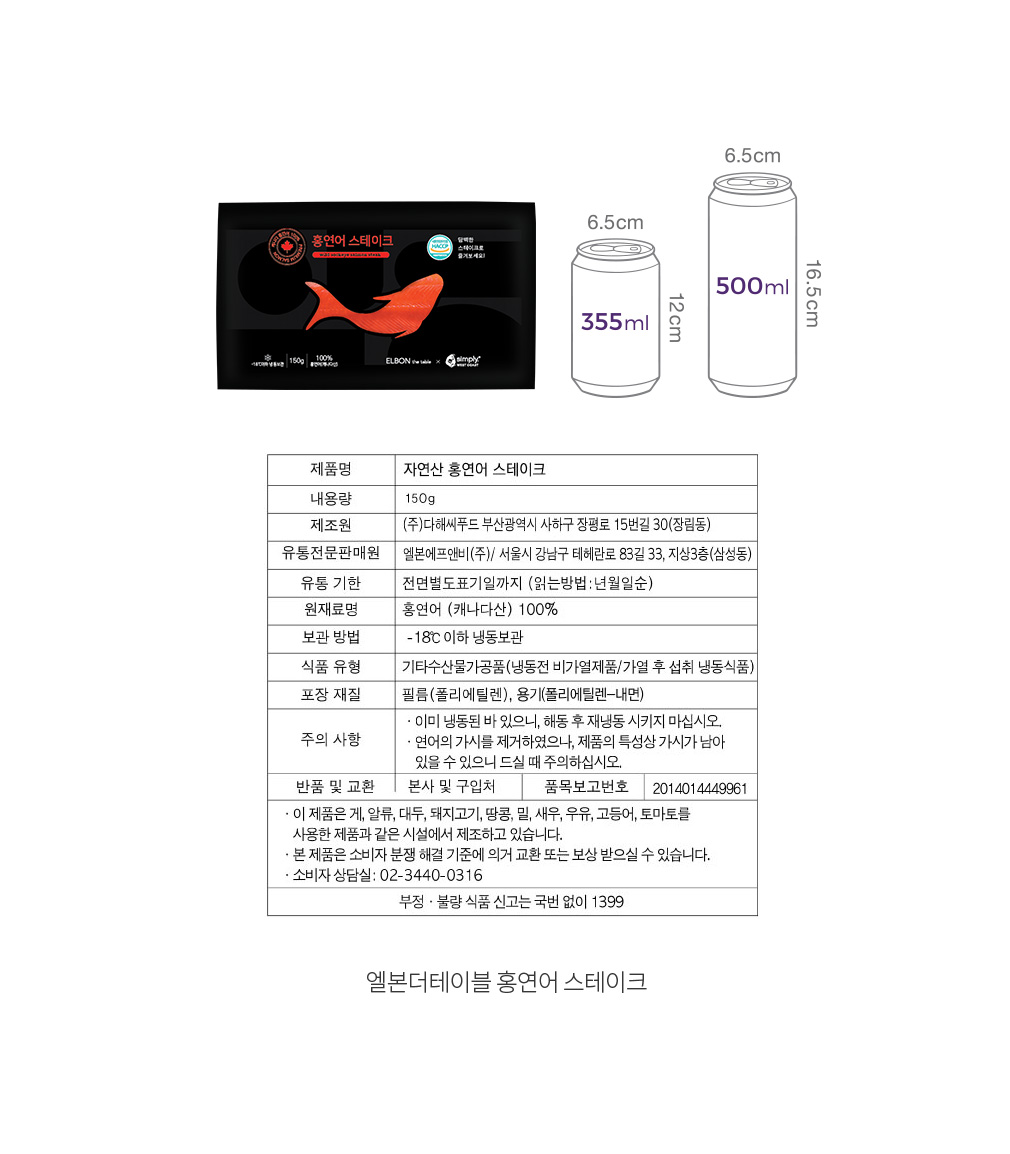 6.5cm
6.5cm
홍연어 스테이크
HACCP
담백한
스테이크로
즐겨보세요!
355ml
12cm
500ml
16.5cm
-18℃이하 냉동보관
150g
100%
홍연어(캐나다산)
ELBON the table × simply.
WEST COAST
제품명 자연산 홍연어 스테이크
내용량 150g
제조원 (주)다해씨푸드 부산광역시 사하구 장평로 15번길 30(장림동)
유통전문판매원 엘본에프앤비(주)/ 서울시 강남구 테헤란로 83길 33, 지상3층(삼성동)
유통 기한 전면별도표기일까지 (읽는방법:년월일순)
원재료명 홍연어 (캐나다산) 100%
보관 방법 -18℃ 이하 냉동보관
식품 유형 기타수산물가공품(냉동전 비가열제품/가열 후 섭취 냉동식품)
포장 재질 필름(폴리에틸렌), 용기(폴리에틸렌-내면)
주의 사항 · 이미 냉동된 바 있으니, 해동 후 재냉동 시키지 마십시오.
· 연어의 가시를 제거하였으나, 제품의 특성상 가시가 남아
있을 수 있으니 드실 때 주의하십시오.
반품 및 교환 본사 및 구입처 품목보고번호 2014014449961
· 이 제품은 게, 알류, 대두, 돼지고기, 땅콩, 밀, 새우, 우유, 고등어, 토마토를
사용한 제품과 같은 시설에서 제조하고 있습니다.
· 본 제품은 소비자 분쟁 해결 기준에 의거 교환 또는 보상 받으실 수 있습니다.
· 소비자 상담실: 02-3440-0316
부정 · 불량 식품 신고는 국번 없이 1399
엘본더테이블 홍연어 스테이크